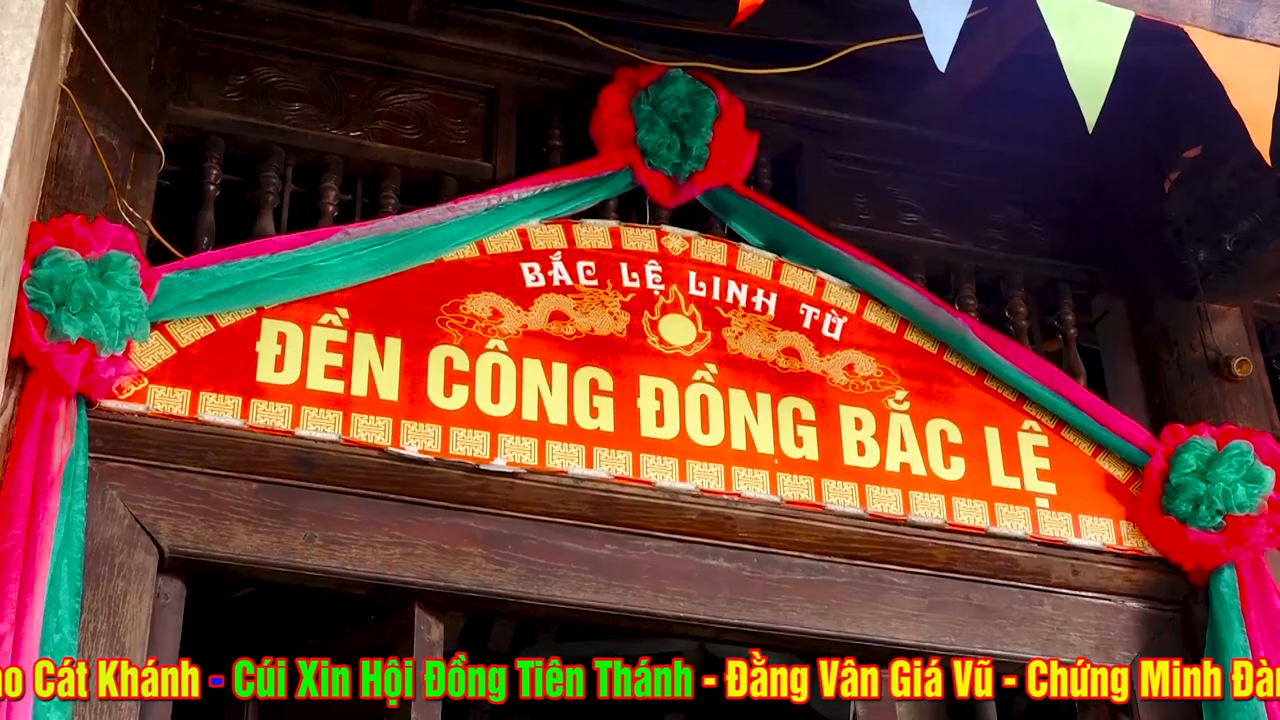 BẮC LỆ LINH TỪ
ĐỀN CÔNG ĐỒNG BẮC LỆ
Cát Khánh - Cúi Xin Hội Đồng Tiên Thánh - Đằng Vân Giá Vũ - Chứng Minh